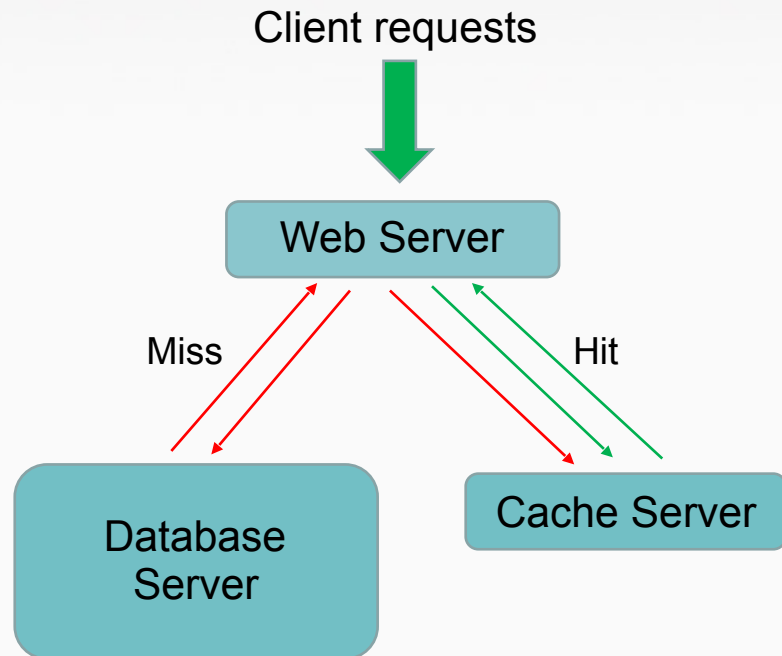 Client requests
Web Server
Miss
Hit
Database
Server
Cache Server